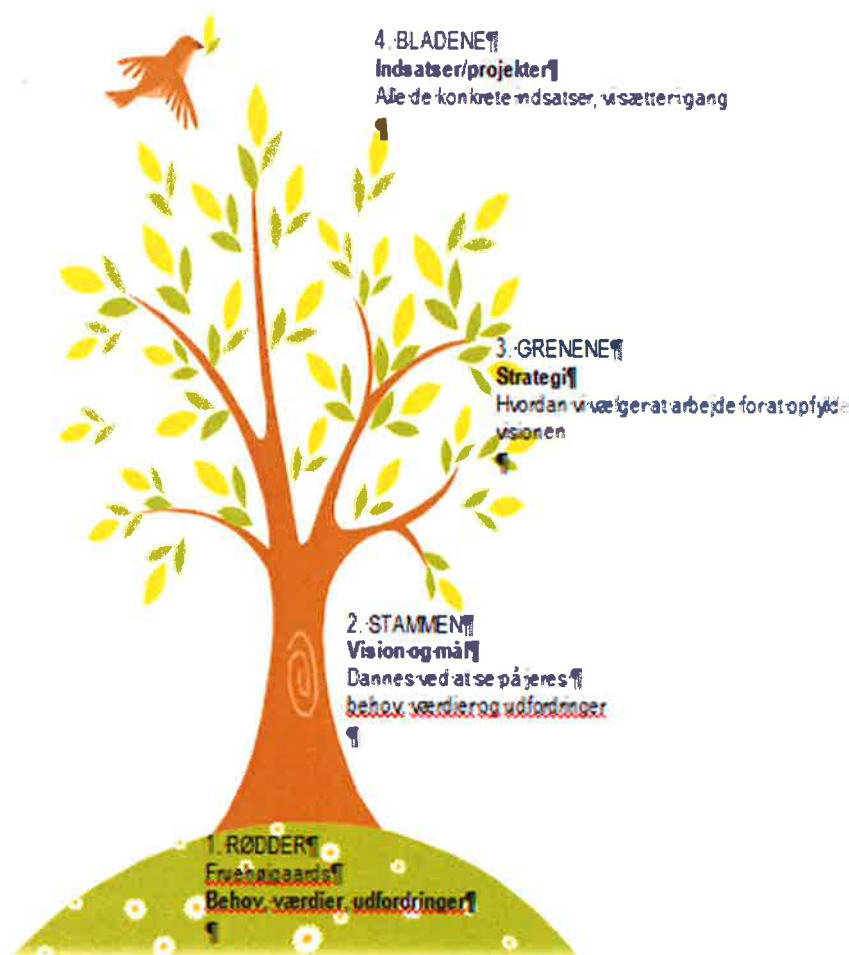 4. BLADENE¶
Indsatser/projekter¶
Alle de konkrete indsatser, vi sætter i gang
¶
3. GRENENE¶
Strategi¶
Hvordan vi vælger at arbejde for at opfylde
visionen
¶
2. STAMMEN¶
Vision og mål¶
Dannes ved at se på jeres¶
behov, værdier og udfordringer
¶
1. RØDDER¶
Fruehøjgaards¶
Behov, værdier, udfordringer¶
¶